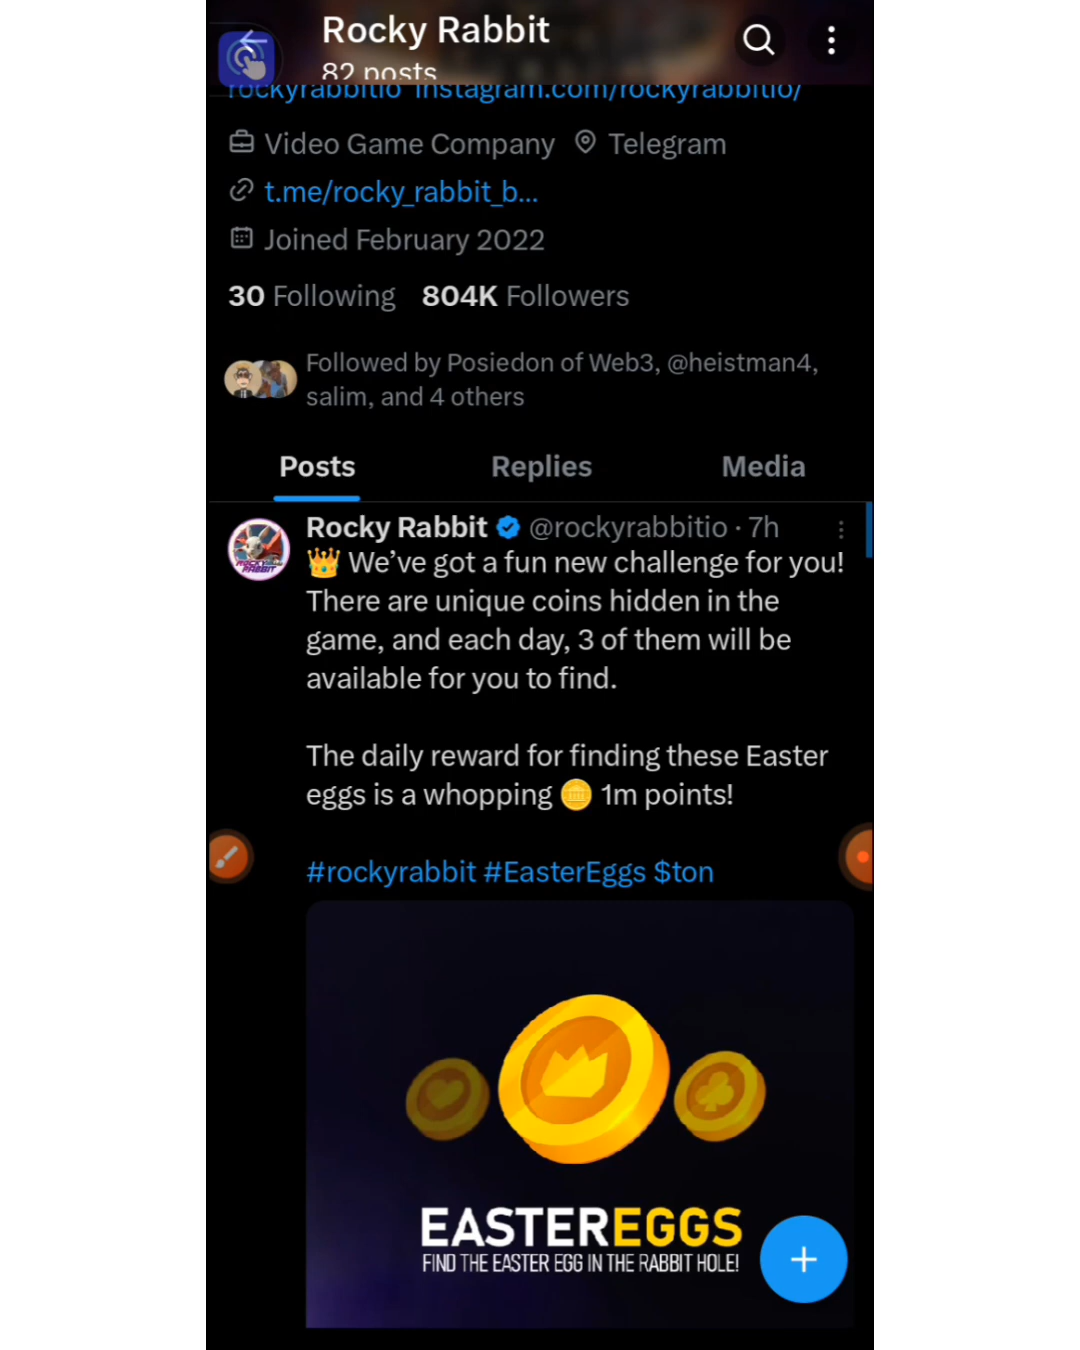 Rocky Rabbit
82 posts
rockyrabbitio instagram.com/rockyrabbitio/
Video Game Company Telegram
t.me/rocky_rabbit_b...
Joined February 2022
30 Following 804K Followers
Followed by Posiedon of Web3, @heistman4,
salim, and 4 others
Posts Replies Media
Rocky Rabbit @rockyrabbitio · 7h
👑 We’ve got a fun new challenge for you!
There are unique coins hidden in the
game, and each day, 3 of them will be
available for you to find.
The daily reward for finding these Easter
eggs is a whopping 🪙 1m points!
#rockyrabbit #EasterEggs $ton
EASTEREGGS
FIND THE EASTER EGG IN THE RABBIT HOLE!